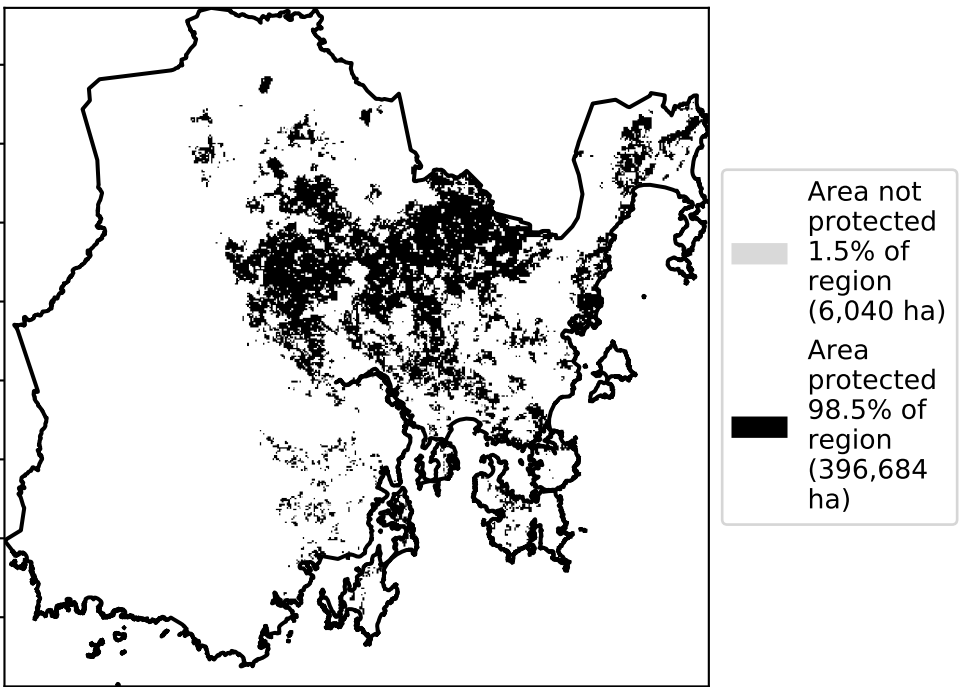 Area not
protected
1.5% of
region
(6,040 ha)
Area
protected
98.5% of
region
(396,684
ha)